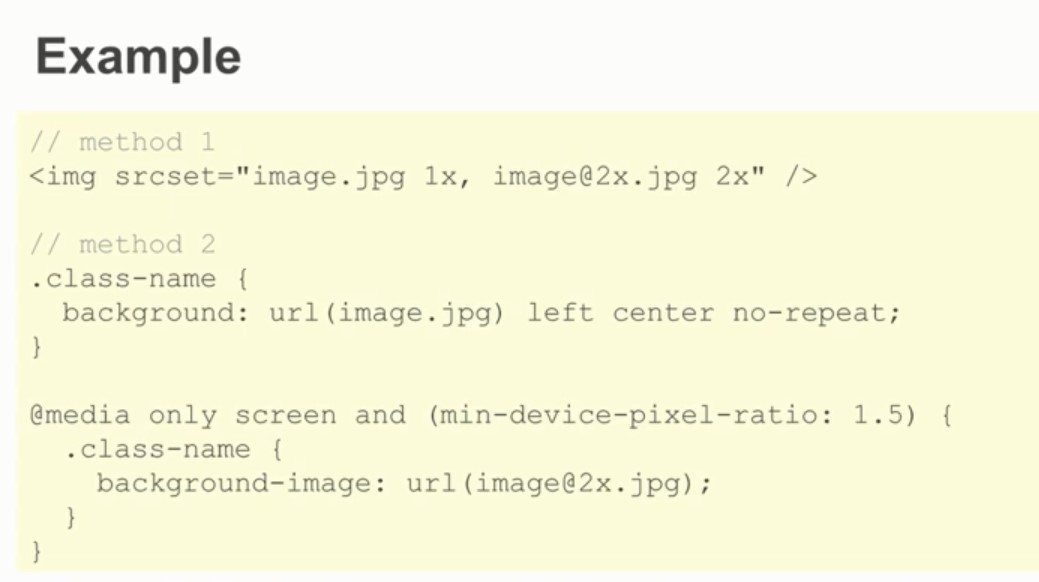 Example
// method 1
<img srcset="image.jpg 1x, image@2x.jpg 2x" />
// method 2
.class-name {
  background: url(image.jpg) left center no-repeat;
}
@media only screen and (min-device-pixel-ratio: 1.5) {
  .class-name {
    background-image: url(image@2x.jpg);
  }
}